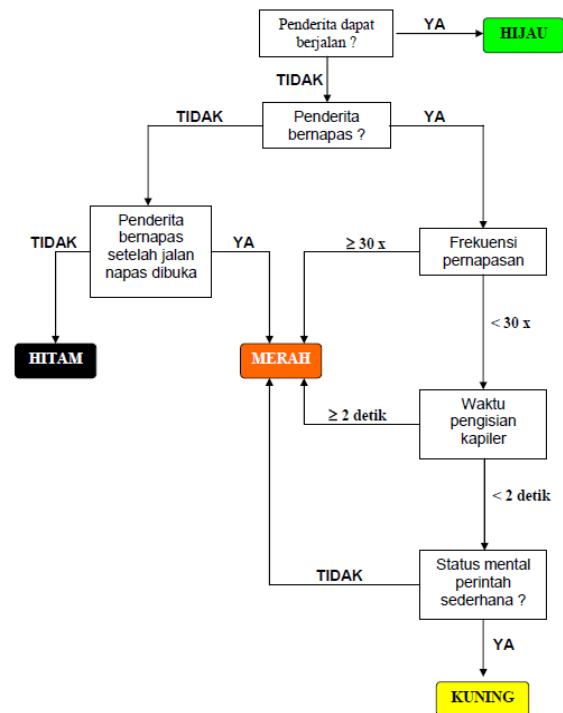 Penderita dapat
berjalan ?
YA
HIJAU
TIDAK
Penderita
bernapas ?
TIDAK
YA
Penderita
bernapas
setelah jalan
napas dibuka
TIDAK
YA
≥ 30 x
Frekuensi
pernapasan
< 30 x
HITAM
MERAH
Waktu
pengisian
kapiler
≥ 2 detik
< 2 detik
Status mental
perintah
sederhana ?
TIDAK
YA
KUNING